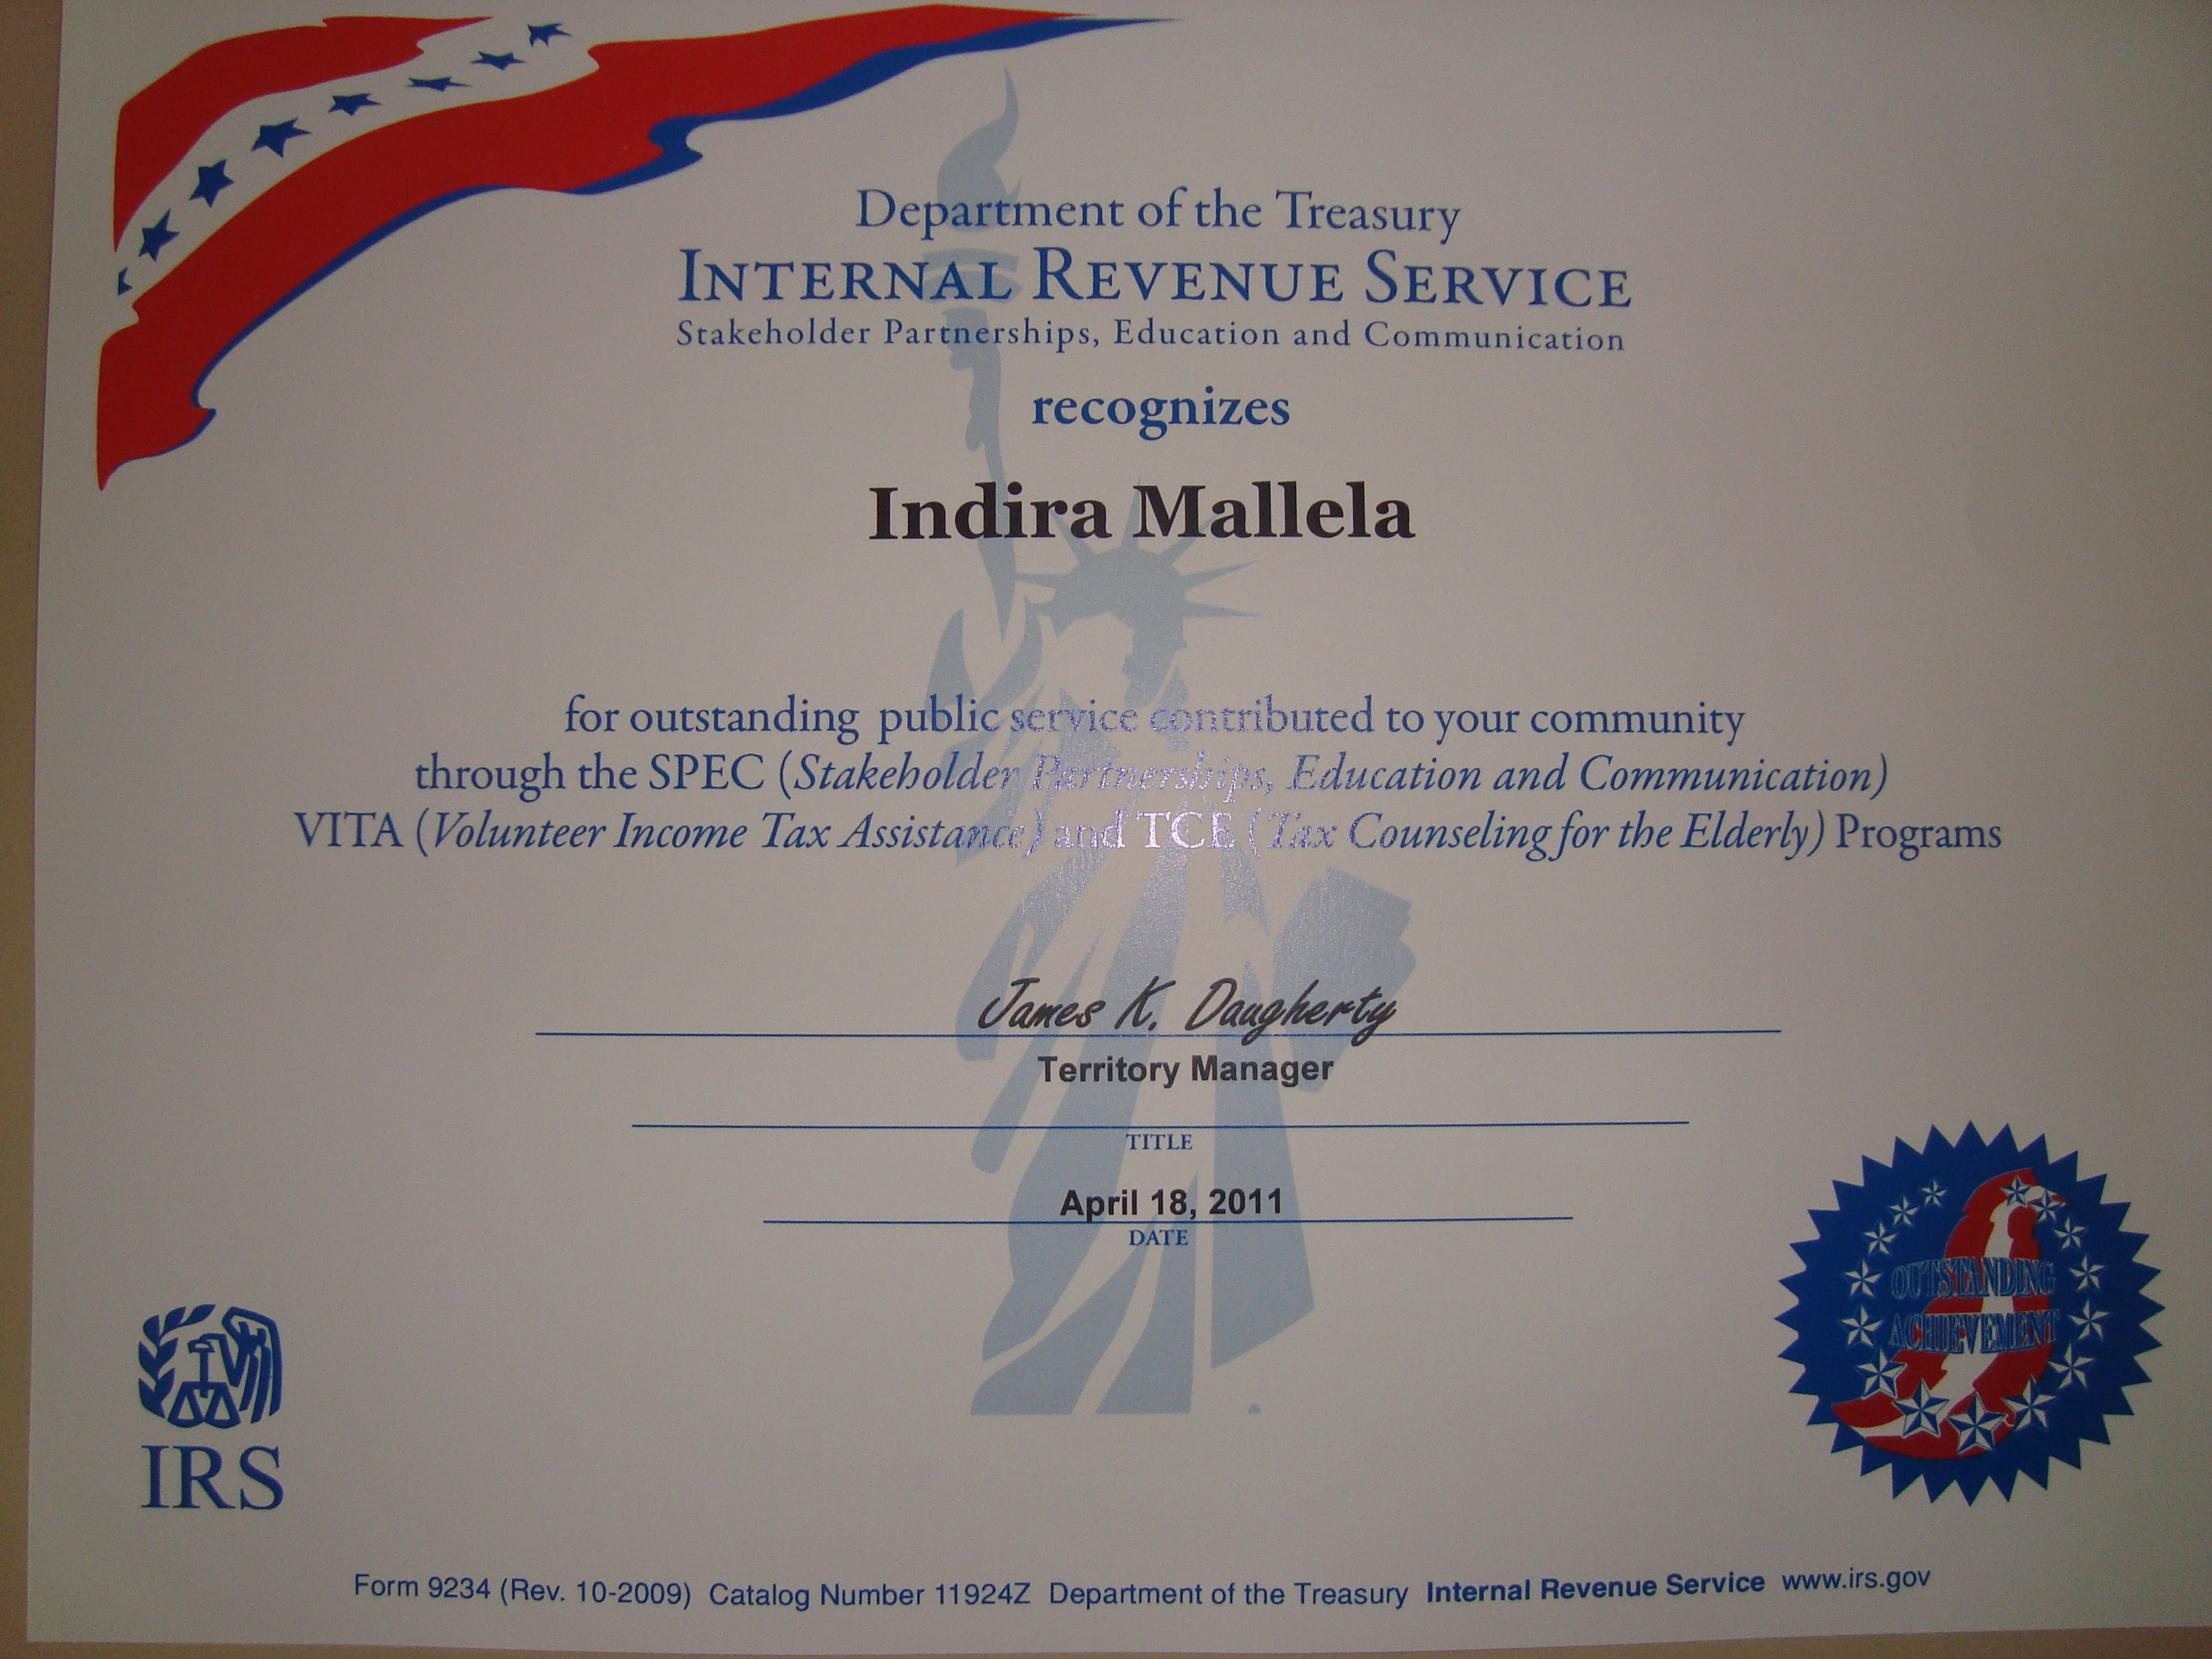 Department of the Treasury
INTERNAL REVENUE SERVICE
Stakeholder Partnerships, Education and Communication
recognizes
Indira Mallela
for outstanding public service contributed to your community
through the SPEC (Stakeholder Partnerships, Education and Communication)
VITA (Volunteer Income Tax Assistance) and TCE (Tax Counseling for the Elderly) Programs
James K. Daugherty
Territory Manager
TITLE
April 18, 2011
DATE
OUTSTANDING
ACHIEVEMENT
IRS
Form 9234 (Rev. 10-2009) Catalog Number 11924Z Department of the Treasury Internal Revenue Service www.irs.gov